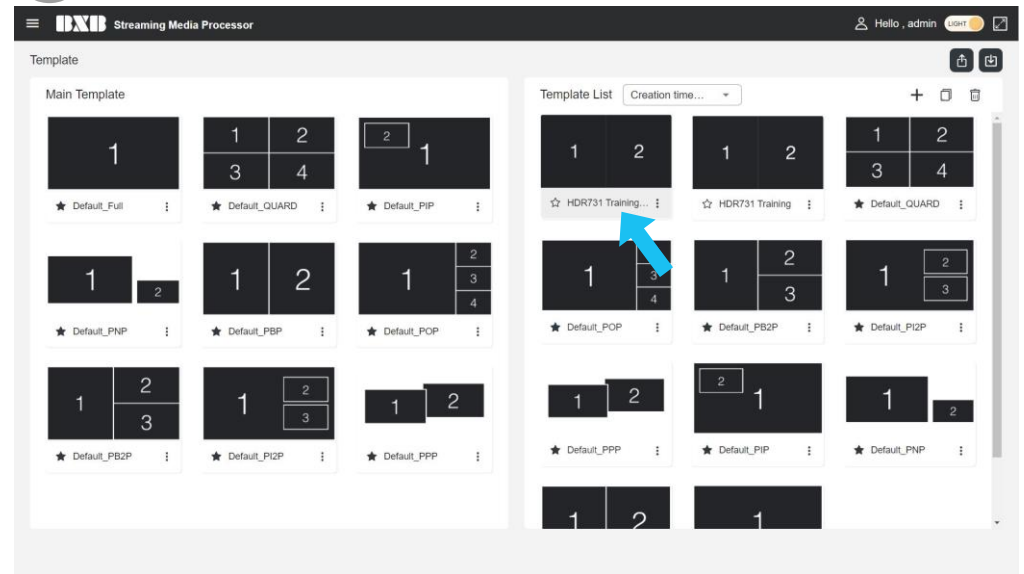 BXB Streaming Media Processor
Hello , admin LIGHT
Template
Main Template
1
1 2
3 4
2
1
Default_Full
Default_QUARD
Default_PIP
1
2
1 2
1
2
3
4
Default_PNP
Default_PBP
Default_POP
1
2
3
1
2
3
1 2
Default_PB2P
Default_PI2P
Default_PPP
Template List Creation time...
1 2
1 2
1 2
3 4
HDR731 Training...
HDR731 Training
Default_QUARD
1
3
4
1
2
3
1
2
3
Default_POP
Default_PB2P
Default_PI2P
1 2
2
1
1
2
Default_PPP
Default_PIP
Default_PNP
1 2
1